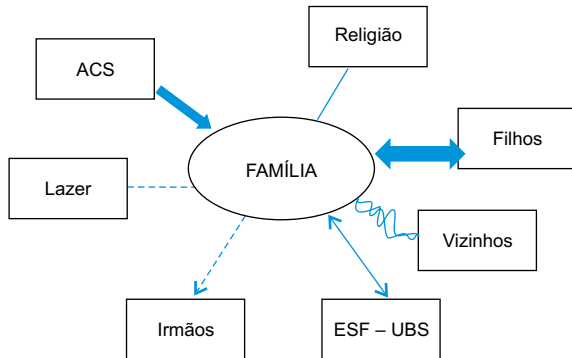 Religião
ACS
Filhos
FAMÍLIA
Lazer
Vizinhos
Irmãos
ESF – UBS